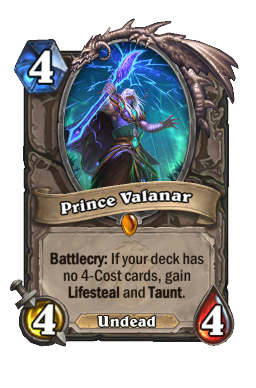 4
Prince Valanar
Battlecry: If your deck has
no 4-Cost cards, gain
Lifesteal and Taunt.
4 Undead 4